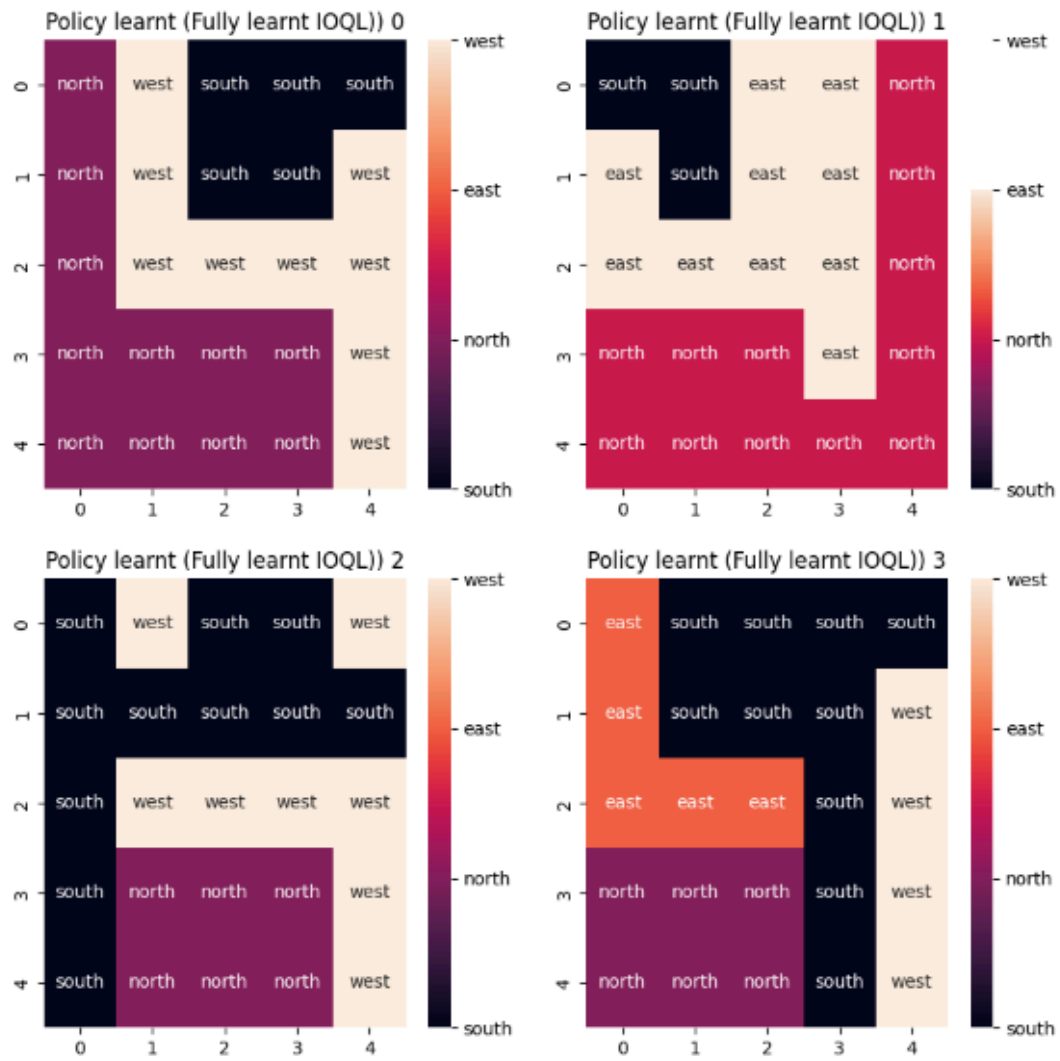 Policy learnt (Fully learnt IOQL)) 0
west
0 north west south south south
1 north west south south west
east
2 north west west west west
north
3 north north north north west
4 north north north north west
south
0 1 2 3 4
Policy learnt (Fully learnt IOQL)) 1
west
0 south south east east north
1 east south east east north
east
2 east east east east north
north
3 north north north east north
4 north north north north north
south
0 1 2 3 4
Policy learnt (Fully learnt IOQL)) 2
west
0 south west south south west
1 south south south south south
east
2 south west west west west
north
3 south north north north west
4 south north north north west
south
0 1 2 3 4
Policy learnt (Fully learnt IOQL)) 3
west
0 east south south south south
1 east south south south west
east
2 east east east south west
north
3 north north north south west
4 north north north south west
south
0 1 2 3 4